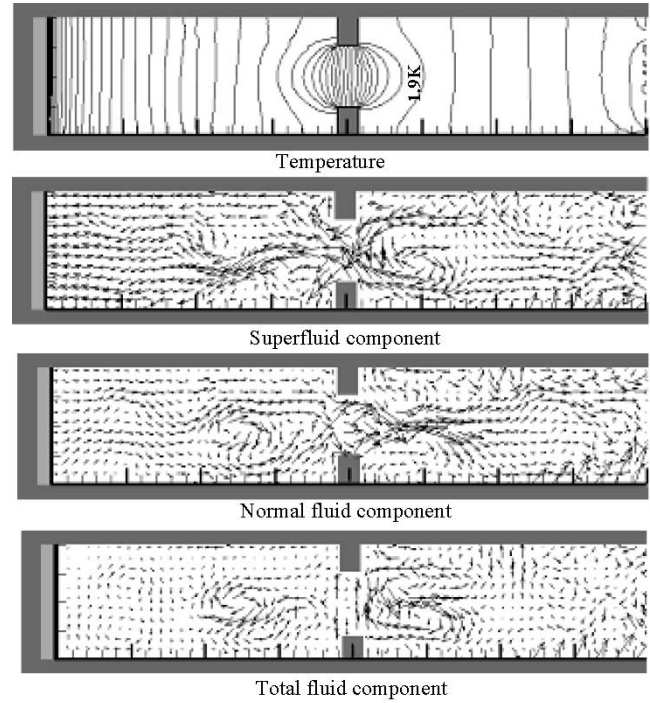 1.9K
Temperature
Superfluid component
Normal fluid component
Total fluid component